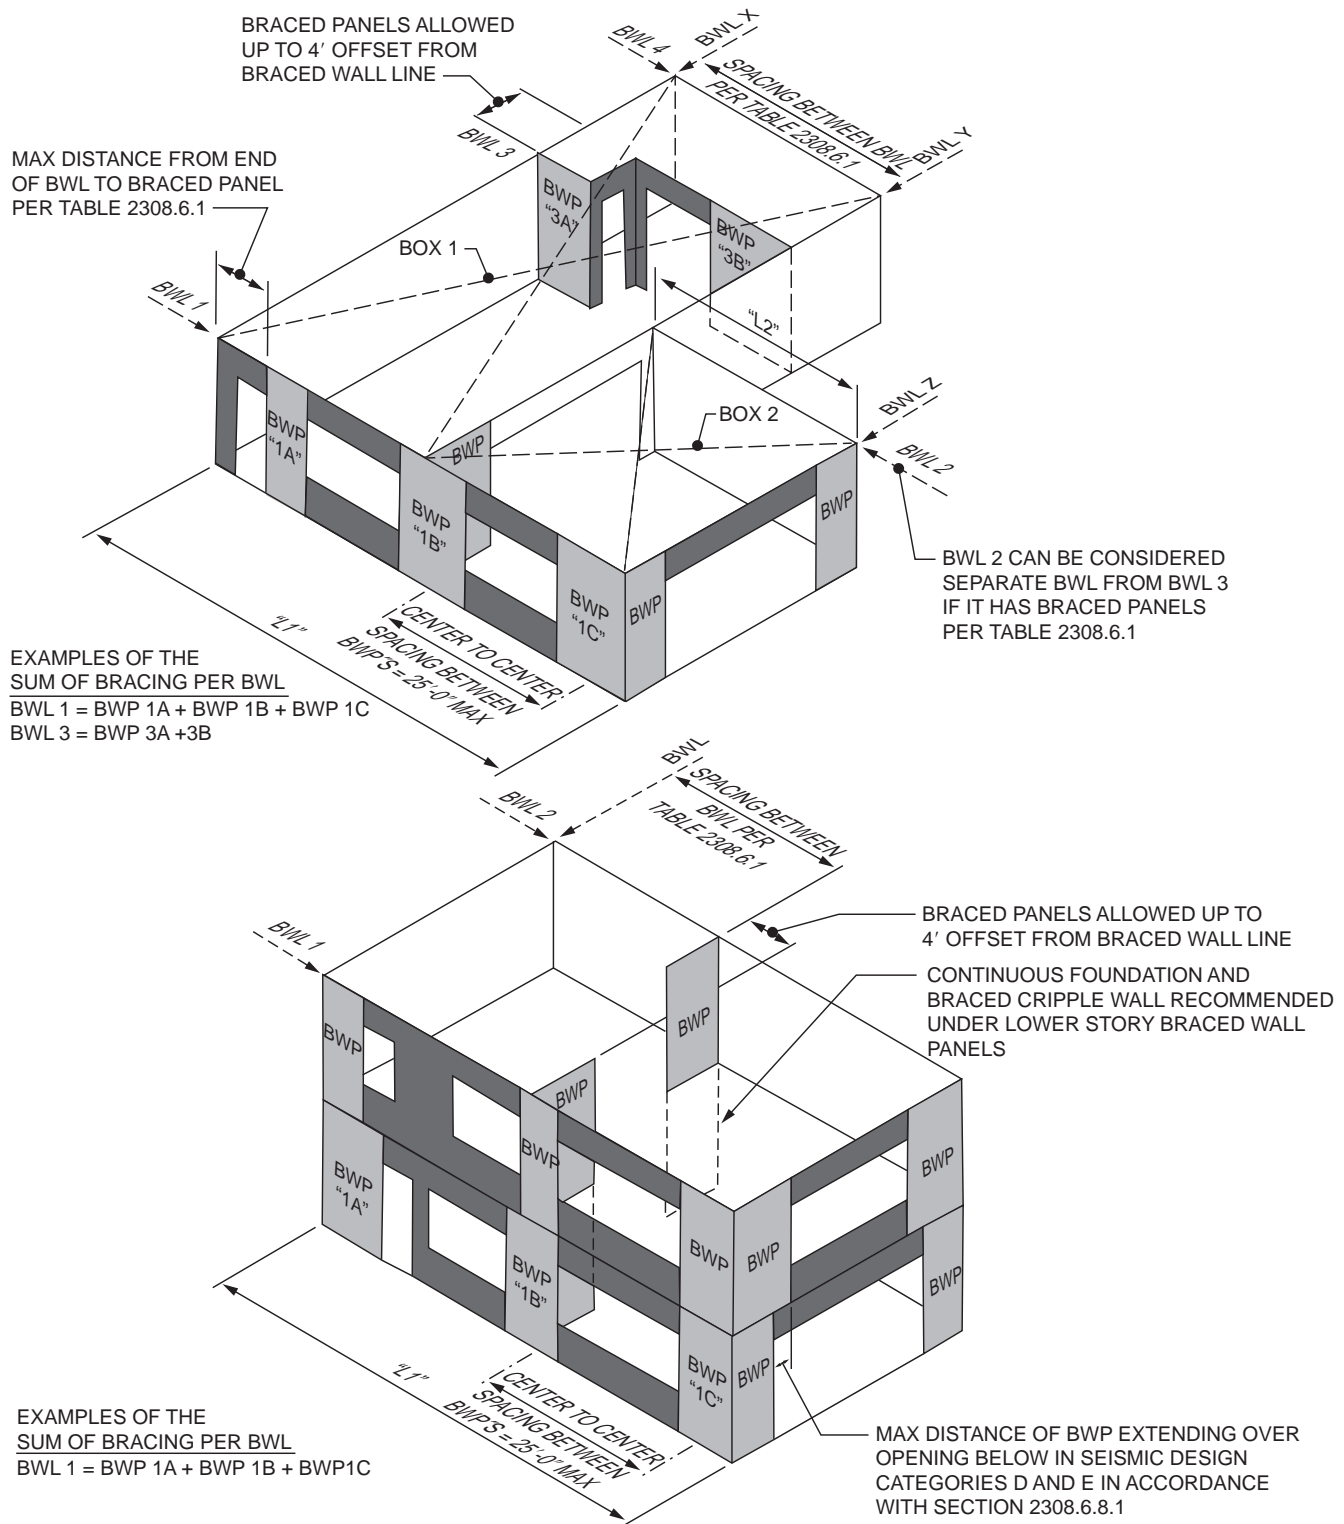 BRACED PANELS ALLOWED
UP TO 4′ OFFSET FROM
BRACED WALL LINE
BWL 4
BWL X
SPACING BETWEEN BWL
PER TABLE 2308.6.1
BWL Y
BWL 3
MAX DISTANCE FROM END
OF BWL TO BRACED PANEL
PER TABLE 2308.6.1
BWP
“3A”
BWP
“3B”
BOX 1
BWL 1
“L2”
BWL Z
BOX 2
BWL 2
BWP
“1A”
BWP
BWP
“1B”
BWP
BWP
“1C”
BWP
BWL 2 CAN BE CONSIDERED
SEPARATE BWL FROM BWL 3
IF IT HAS BRACED PANELS
PER TABLE 2308.6.1
“L1”
CENTER TO CENTER
SPACING BETWEEN
BWP'S = 25′-0″ MAX
EXAMPLES OF THE
SUM OF BRACING PER BWL
BWL 1 = BWP 1A + BWP 1B + BWP 1C
BWL 3 = BWP 3A +3B
BWL
BWL 2
SPACING BETWEEN
BWL PER
TABLE 2308.6.1
BWL 1
BRACED PANELS ALLOWED UP TO
4′ OFFSET FROM BRACED WALL LINE
CONTINUOUS FOUNDATION AND
BRACED CRIPPLE WALL RECOMMENDED
UNDER LOWER STORY BRACED WALL
PANELS
BWP
BWP
BWP
BWP
BWP
BWP
“1A”
BWP
BWP
BWP
“1B”
BWP
BWP
“1C”
BWP
“L1”
CENTER TO CENTER
SPACING BETWEEN
BWP'S = 25′-0″ MAX
EXAMPLES OF THE
SUM OF BRACING PER BWL
BWL 1 = BWP 1A + BWP 1B + BWP1C
MAX DISTANCE OF BWP EXTENDING OVER
OPENING BELOW IN SEISMIC DESIGN
CATEGORIES D AND E IN ACCORDANCE
WITH SECTION 2308.6.8.1